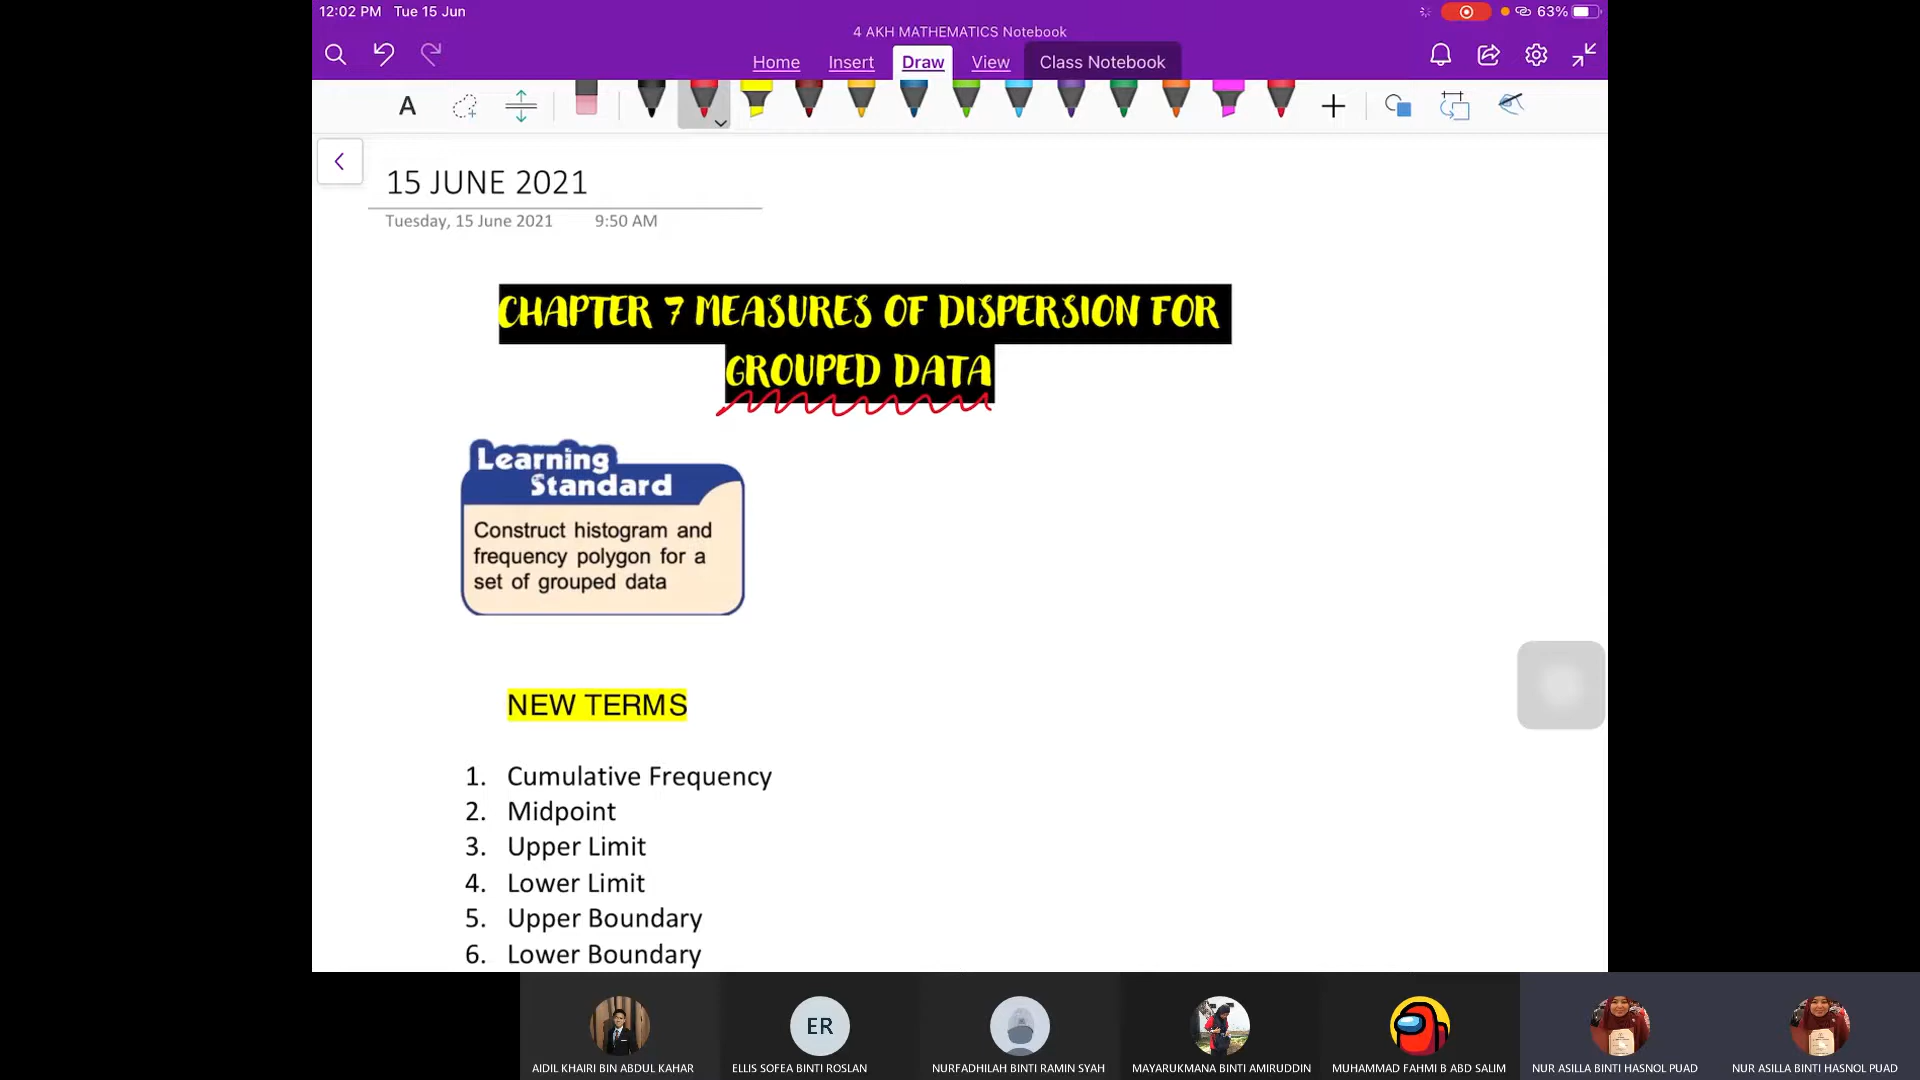 12:02 PM Tue 15 Jun
63%
4 AKH MATHEMATICS Notebook
Home Insert Draw View Class Notebook
A
15 JUNE 2021
Tuesday, 15 June 2021 9:50 AM
CHAPTER 7 MEASURES OF DISPERSION FOR
GROUPED DATA
Learning
Standard
Construct histogram and
frequency polygon for a
set of grouped data
NEW TERMS
1. Cumulative Frequency
2. Midpoint
3. Upper Limit
4. Lower Limit
5. Upper Boundary
6. Lower Boundary
ER
AIDIL KHAIRI BIN ABDUL KAHAR ELLIS SOFEA BINTI ROSLAN NURFADHILAH BINTI RAMIN SYAH MAYARUKMANA BINTI AMIRUDDIN MUHAMMAD FAHMI B ABD SALIM NUR ASILLA BINTI HASNOL PUAD NUR ASILLA BINTI HASNOL PUAD